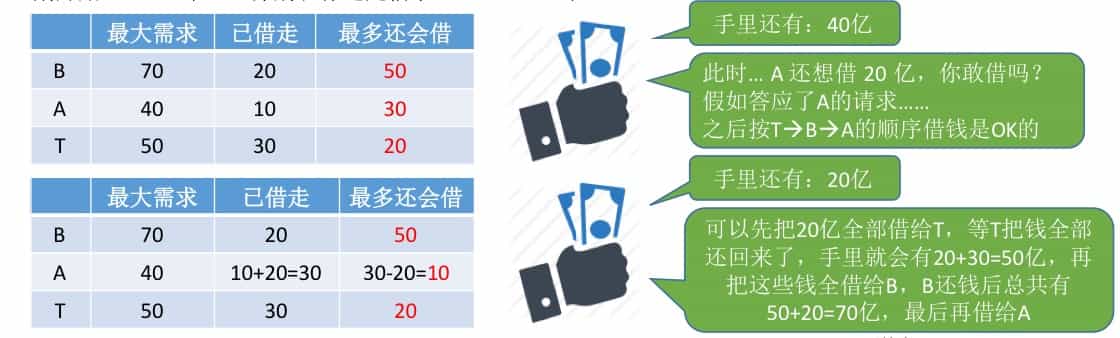 最大需求 已借走 最多还会借
B 70 20 50
A 40 10 30
T 50 30 20
手里还有：40亿
此时… A 还想借 20 亿，你敢借吗？
假如答应了A的请求……
之后按T→B→A的顺序借钱是OK的
最大需求 已借走 最多还会借
B 70 20 50
A 40 10+20=30 30-20=10
T 50 30 20
手里还有：20亿
可以先把20亿全部借给T，等T把钱全部
还回来了，手里就会有20+30=50亿，再
把这些钱全借给B，B还钱后总共有
50+20=70亿，最后再借给A